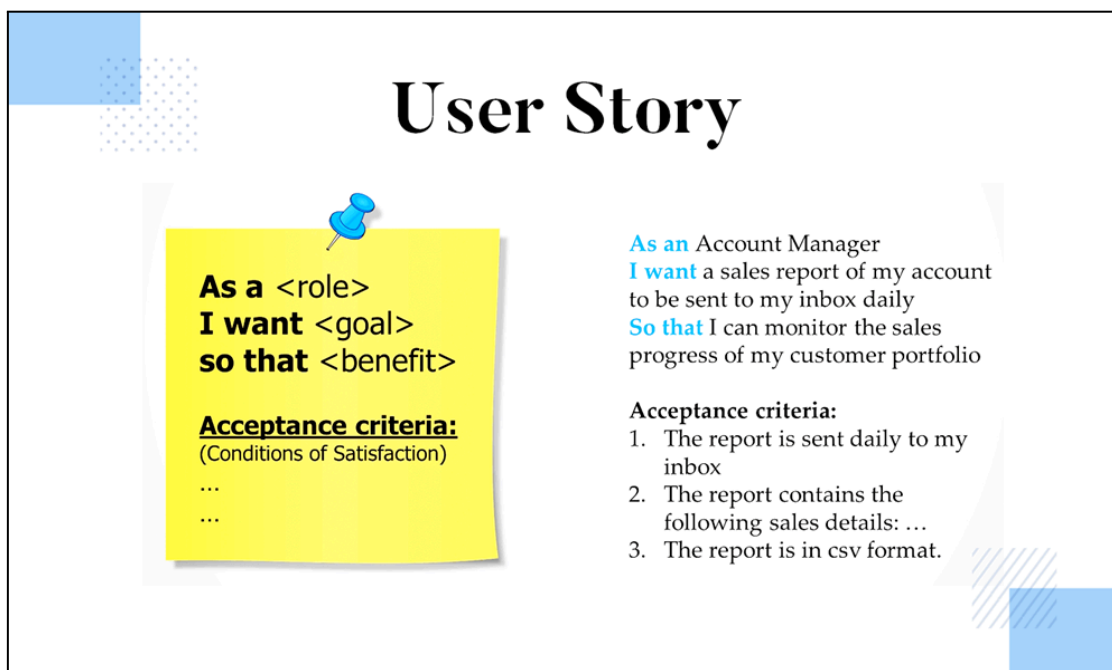 User Story
As a <role>
I want <goal>
so that <benefit>
Acceptance criteria:
(Conditions of Satisfaction)
...
...
As an Account Manager
I want a sales report of my account
to be sent to my inbox daily
So that I can monitor the sales
progress of my customer portfolio
Acceptance criteria:
1. The report is sent daily to my
inbox
2. The report contains the
following sales details: ...
3. The report is in csv format.